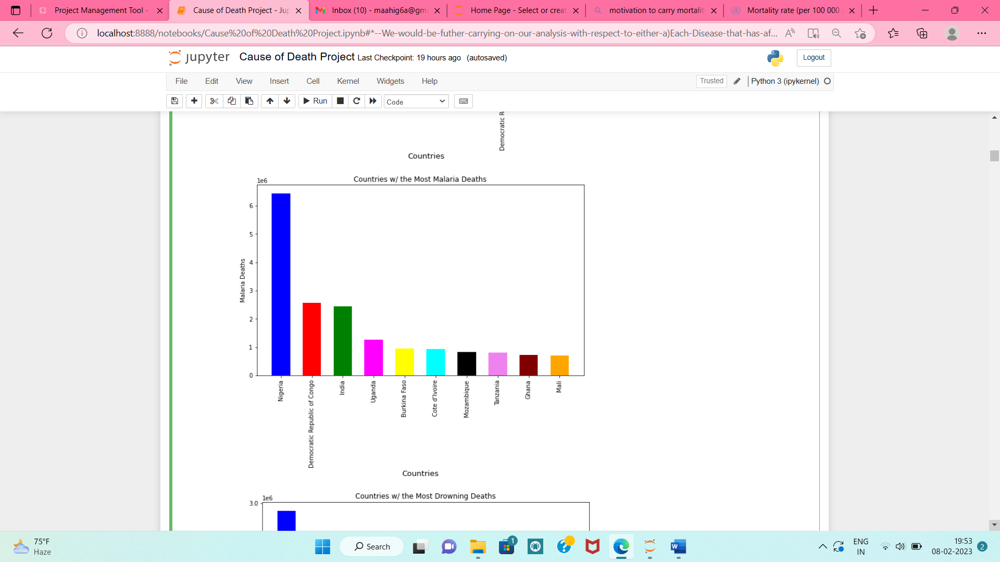 Project Management Tool -
Cause of Death Project - Jup
Inbox (10) - maahig6a@gma
Home Page - Select or creat
motivation to carry mortalit
Mortality rate (per 100 000
localhost:8888/notebooks/Cause%20of%20Death%20Project.ipynb#*--We-would-be-futher-carrying-on-our-analysis-with-respect-to-either-a)Each-Disease-that-has-af...
jupyter Cause of Death Project Last Checkpoint: 19 hours ago (autosaved)
Logout
File Edit View Insert Cell Kernel Widgets Help
Trusted Python 3 (ipykernel)
Run Code
Democratic R
Countries
Countries w/ the Most Malaria Deaths
1e6
6
5
4
3
2
1
0
Malaria Deaths
Nigeria
Democratic Republic of Congo
India
Uganda
Burkina Faso
Cote d'Ivoire
Mozambique
Tanzania
Ghana
Mali
Countries
Countries w/ the Most Drowning Deaths
1e6
3.0
75°F
Haze
Search
1
ENG
IN
19:53
08-02-2023
2